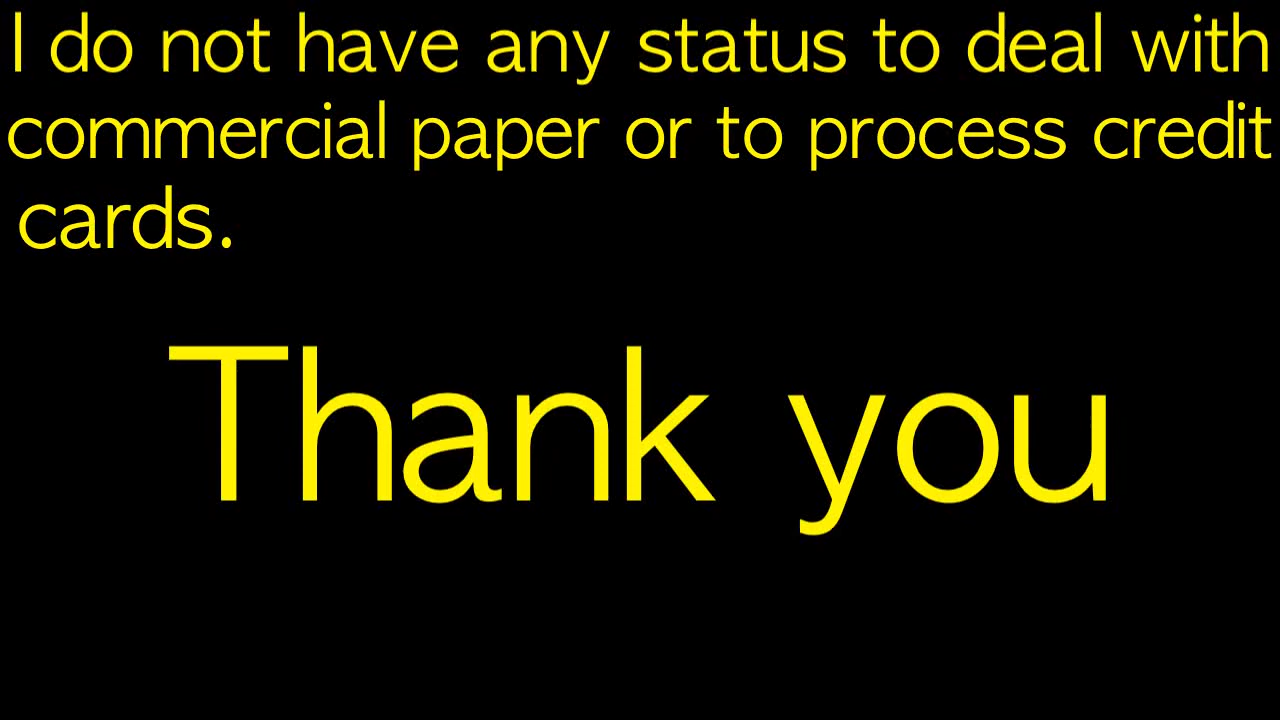 I do not have any status to deal with
commercial paper or to process credit
cards.
Thank you